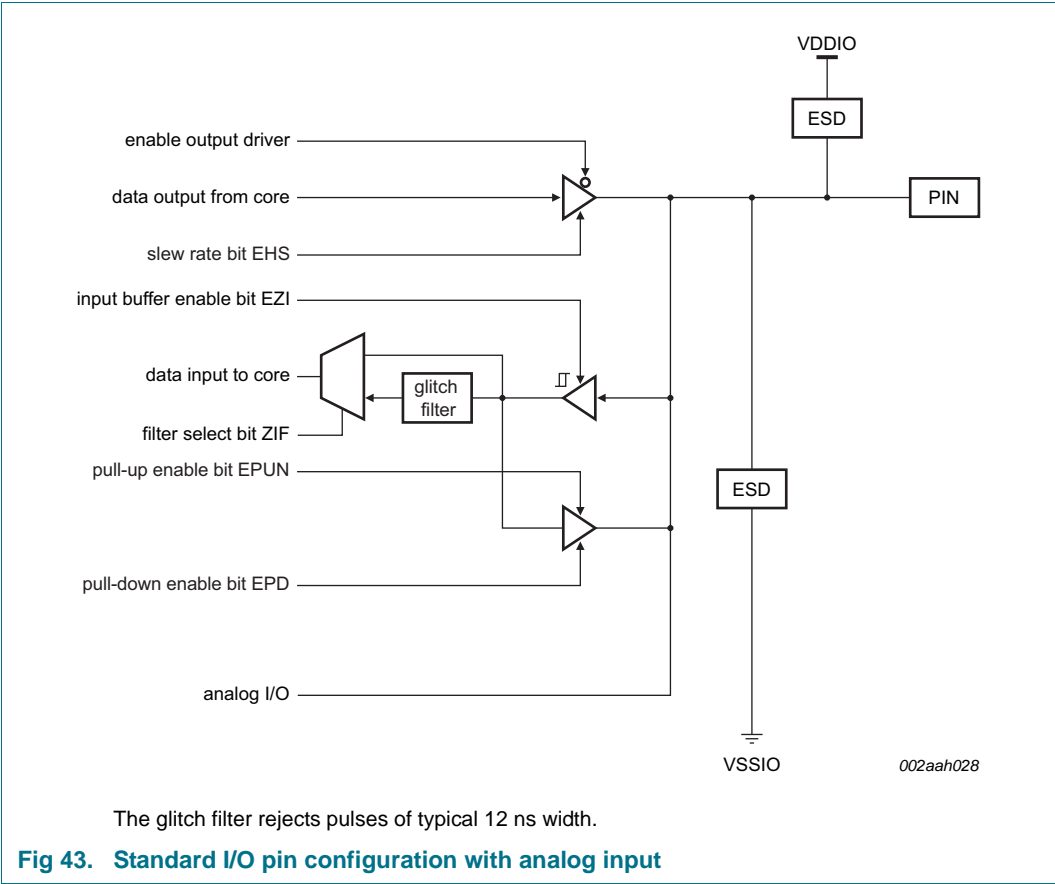 VDDIO
ESD
enable output driver
data output from core
PIN
slew rate bit EHS
input buffer enable bit EZI
data input to core
glitch
filter
filter select bit ZIF
pull-up enable bit EPUN
ESD
pull-down enable bit EPD
analog I/O
VSSIO
002aah028
The glitch filter rejects pulses of typical 12 ns width.
Fig 43. Standard I/O pin configuration with analog input